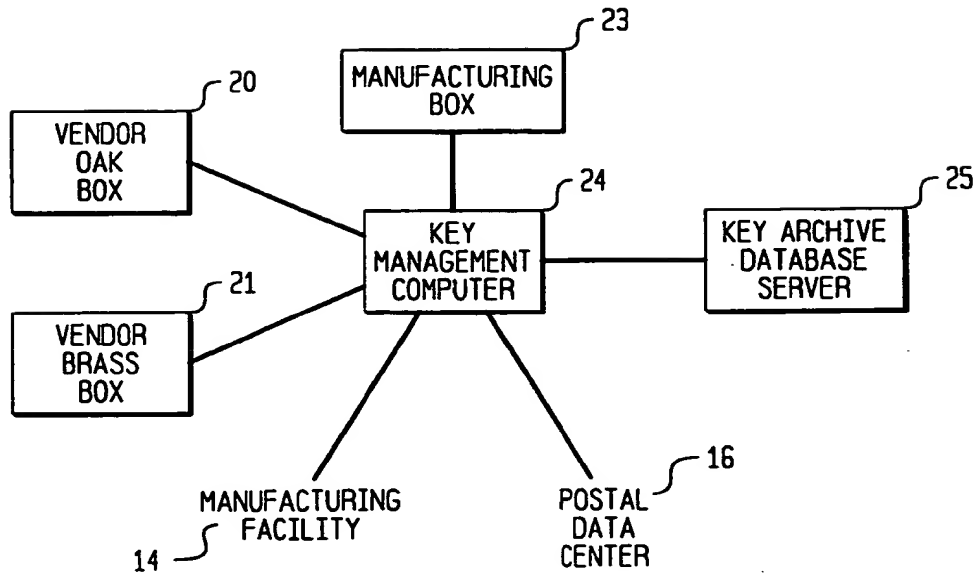 23
MANUFACTURING
BOX
20
VENDOR
OAK
BOX
24
KEY
MANAGEMENT
COMPUTER
25
KEY ARCHIVE
DATABASE
SERVER
21
VENDOR
BRASS
BOX
MANUFACTURING
FACILITY
14
16
POSTAL
DATA
CENTER